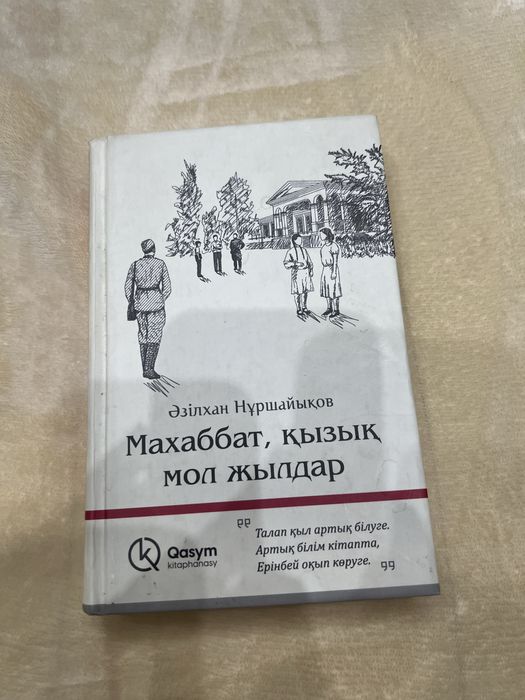 Әзілхан Нұршайықов
Махаббат, қызық
мол жылдар
Qasym
kitaphanasy
Талап қыл артық білуге.
Артық білім кітапта,
Ерінбей оқып көруге.